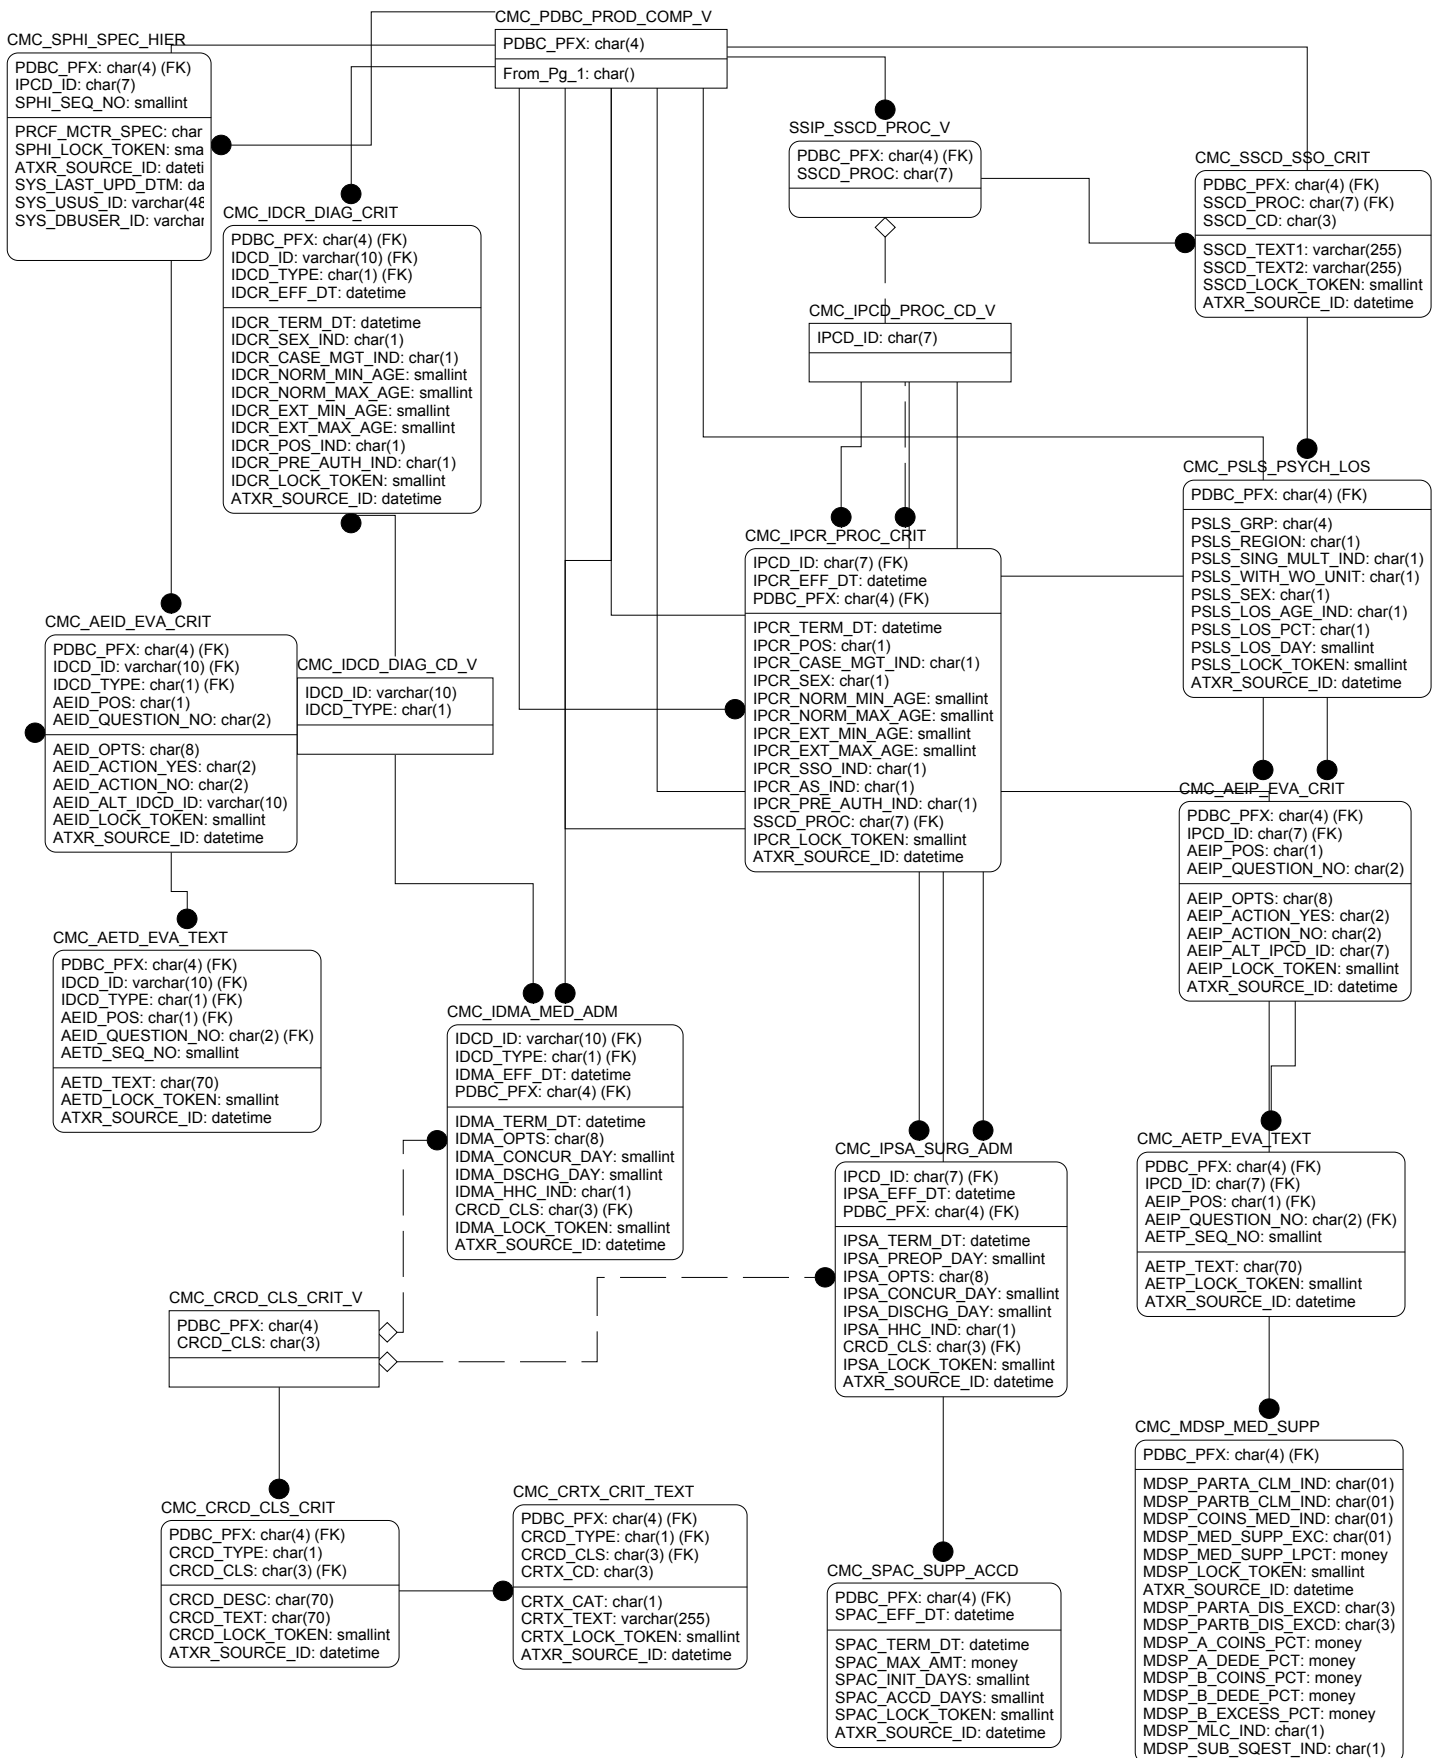 CMC_PDBC_PROD_COMP_V
PDBC_PFX: char(4)
From_Pg_1: char()
CMC_SPHI_SPEC_HIER
PDBC_PFX: char(4) (FK)
IPCD_ID: char(7)
SPHI_SEQ_NO: smallint
PRCF_MCTR_SPEC: char
SPHI_LOCK_TOKEN: sma
ATXR_SOURCE_ID: dateti
SYS_LAST_UPD_DTM: da
SYS_USUS_ID: varchar(48
SYS_DBUSER_ID: varchar
SSIP_SSCD_PROC_V
PDBC_PFX: char(4) (FK)
SSCD_PROC: char(7)
CMC_SSCD_SSO_CRIT
PDBC_PFX: char(4) (FK)
SSCD_PROC: char(7) (FK)
SSCD_CD: char(3)
SSCD_TEXT1: varchar(255)
SSCD_TEXT2: varchar(255)
SSCD_LOCK_TOKEN: smallint
ATXR_SOURCE_ID: datetime
CMC_IDCR_DIAG_CRIT
PDBC_PFX: char(4) (FK)
IDCD_ID: varchar(10) (FK)
IDCD_TYPE: char(1) (FK)
IDCR_EFF_DT: datetime
IDCR_TERM_DT: datetime
IDCR_SEX_IND: char(1)
IDCR_CASE_MGT_IND: char(1)
IDCR_NORM_MIN_AGE: smallint
IDCR_NORM_MAX_AGE: smallint
IDCR_EXT_MIN_AGE: smallint
IDCR_EXT_MAX_AGE: smallint
IDCR_POS_IND: char(1)
IDCR_PRE_AUTH_IND: char(1)
IDCR_LOCK_TOKEN: smallint
ATXR_SOURCE_ID: datetime
CMC_IPCD_PROC_CD_V
IPCD_ID: char(7)
CMC_PSLS_PSYCH_LOS
PDBC_PFX: char(4) (FK)
PSLS_GRP: char(4)
PSLS_REGION: char(1)
PSLS_SING_MULT_IND: char(1)
PSLS_WITH_WO_UNIT: char(1)
PSLS_SEX: char(1)
PSLS_LOS_AGE_IND: char(1)
PSLS_LOS_PCT: char(1)
PSLS_LOS_DAY: smallint
PSLS_LOCK_TOKEN: smallint
ATXR_SOURCE_ID: datetime
CMC_IPCR_PROC_CRIT
IPCD_ID: char(7) (FK)
IPCR_EFF_DT: datetime
PDBC_PFX: char(4) (FK)
IPCR_TERM_DT: datetime
IPCR_POS: char(1)
IPCR_CASE_MGT_IND: char(1)
IPCR_SEX: char(1)
IPCR_NORM_MIN_AGE: smallint
IPCR_NORM_MAX_AGE: smallint
IPCR_EXT_MIN_AGE: smallint
IPCR_EXT_MAX_AGE: smallint
IPCR_SSO_IND: char(1)
IPCR_AS_IND: char(1)
IPCR_PRE_AUTH_IND: char(1)
SSCD_PROC: char(7) (FK)
IPCR_LOCK_TOKEN: smallint
ATXR_SOURCE_ID: datetime
CMC_AEID_EVA_CRIT
PDBC_PFX: char(4) (FK)
IDCD_ID: varchar(10) (FK)
IDCD_TYPE: char(1) (FK)
AEID_POS: char(1)
AEID_QUESTION_NO: char(2)
AEID_OPTS: char(8)
AEID_ACTION_YES: char(2)
AEID_ACTION_NO: char(2)
AEID_ALT_IDCD_ID: varchar(10)
AEID_LOCK_TOKEN: smallint
ATXR_SOURCE_ID: datetime
CMC_IDCD_DIAG_CD_V
IDCD_ID: varchar(10)
IDCD_TYPE: char(1)
CMC_AEIP_EVA_CRIT
PDBC_PFX: char(4) (FK)
IPCD_ID: char(7) (FK)
AEIP_POS: char(1)
AEIP_QUESTION_NO: char(2)
AEIP_OPTS: char(8)
AEIP_ACTION_YES: char(2)
AEIP_ACTION_NO: char(2)
AEIP_ALT_IPCD_ID: char(7)
AEIP_LOCK_TOKEN: smallint
ATXR_SOURCE_ID: datetime
CMC_AETD_EVA_TEXT
PDBC_PFX: char(4) (FK)
IDCD_ID: varchar(10) (FK)
IDCD_TYPE: char(1) (FK)
AEID_POS: char(1) (FK)
AEID_QUESTION_NO: char(2) (FK)
AETD_SEQ_NO: smallint
AETD_TEXT: char(70)
AETD_LOCK_TOKEN: smallint
ATXR_SOURCE_ID: datetime
CMC_IDMA_MED_ADM
IDCD_ID: varchar(10) (FK)
IDCD_TYPE: char(1) (FK)
IDMA_EFF_DT: datetime
PDBC_PFX: char(4) (FK)
IDMA_TERM_DT: datetime
IDMA_OPTS: char(8)
IDMA_CONCUR_DAY: smallint
IDMA_DSCHG_DAY: smallint
IDMA_HHC_IND: char(1)
CRCD_CLS: char(3) (FK)
IDMA_LOCK_TOKEN: smallint
ATXR_SOURCE_ID: datetime
CMC_IPSA_SURG_ADM
IPCD_ID: char(7) (FK)
IPSA_EFF_DT: datetime
PDBC_PFX: char(4) (FK)
IPSA_TERM_DT: datetime
IPSA_PREOP_DAY: smallint
IPSA_OPTS: char(8)
IPSA_CONCUR_DAY: smallint
IPSA_DISCHG_DAY: smallint
IPSA_HHC_IND: char(1)
CRCD_CLS: char(3) (FK)
IPSA_LOCK_TOKEN: smallint
ATXR_SOURCE_ID: datetime
CMC_AETP_EVA_TEXT
PDBC_PFX: char(4) (FK)
IPCD_ID: char(7) (FK)
AEIP_POS: char(1) (FK)
AEIP_QUESTION_NO: char(2) (FK)
AETP_SEQ_NO: smallint
AETP_TEXT: char(70)
AETP_LOCK_TOKEN: smallint
ATXR_SOURCE_ID: datetime
CMC_CRCD_CLS_CRIT_V
PDBC_PFX: char(4)
CRCD_CLS: char(3)
CMC_CRCD_CLS_CRIT
PDBC_PFX: char(4) (FK)
CRCD_TYPE: char(1)
CRCD_CLS: char(3) (FK)
CRCD_DESC: char(70)
CRCD_TEXT: char(70)
CRCD_LOCK_TOKEN: smallint
ATXR_SOURCE_ID: datetime
CMC_CRTX_CRIT_TEXT
PDBC_PFX: char(4) (FK)
CRCD_TYPE: char(1) (FK)
CRCD_CLS: char(3) (FK)
CRTX_CD: char(3)
CRTX_CAT: char(1)
CRTX_TEXT: varchar(255)
CRTX_LOCK_TOKEN: smallint
ATXR_SOURCE_ID: datetime
CMC_SPAC_SUPP_ACCD
PDBC_PFX: char(4) (FK)
SPAC_EFF_DT: datetime
SPAC_TERM_DT: datetime
SPAC_MAX_AMT: money
SPAC_INIT_DAYS: smallint
SPAC_ACCD_DAYS: smallint
SPAC_LOCK_TOKEN: smallint
ATXR_SOURCE_ID: datetime
CMC_MDSP_MED_SUPP
PDBC_PFX: char(4) (FK)
MDSP_PARTA_CLM_IND: char(01)
MDSP_PARTB_CLM_IND: char(01)
MDSP_COINS_MED_IND: char(01)
MDSP_MED_SUPP_EXC: char(01)
MDSP_MED_SUPP_LPCT: money
MDSP_LOCK_TOKEN: smallint
ATXR_SOURCE_ID: datetime
MDSP_PARTA_DIS_EXCD: char(3)
MDSP_PARTB_DIS_EXCD: char(3)
MDSP_A_COINS_PCT: money
MDSP_A_DEDE_PCT: money
MDSP_B_COINS_PCT: money
MDSP_B_DEDE_PCT: money
MDSP_B_EXCESS_PCT: money
MDSP_MLC_IND: char(1)
MDSP_SUB_SQEST_IND: char(1)